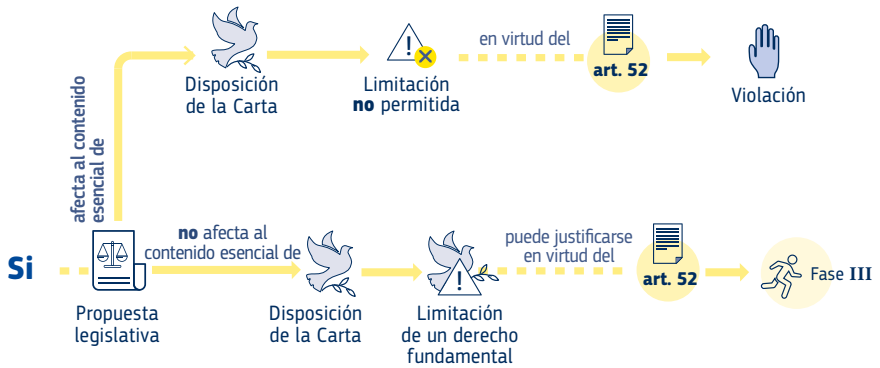 Disposición
de la Carta
Limitación
no permitida
en virtud del
art. 52
Violación
afecta al contenido
esencial de
Si
Propuesta
legislativa
no afecta al
contenido esencial de
Disposición
de la Carta
Limitación
de un derecho
fundamental
puede justificarse
en virtud del
art. 52
Fase III